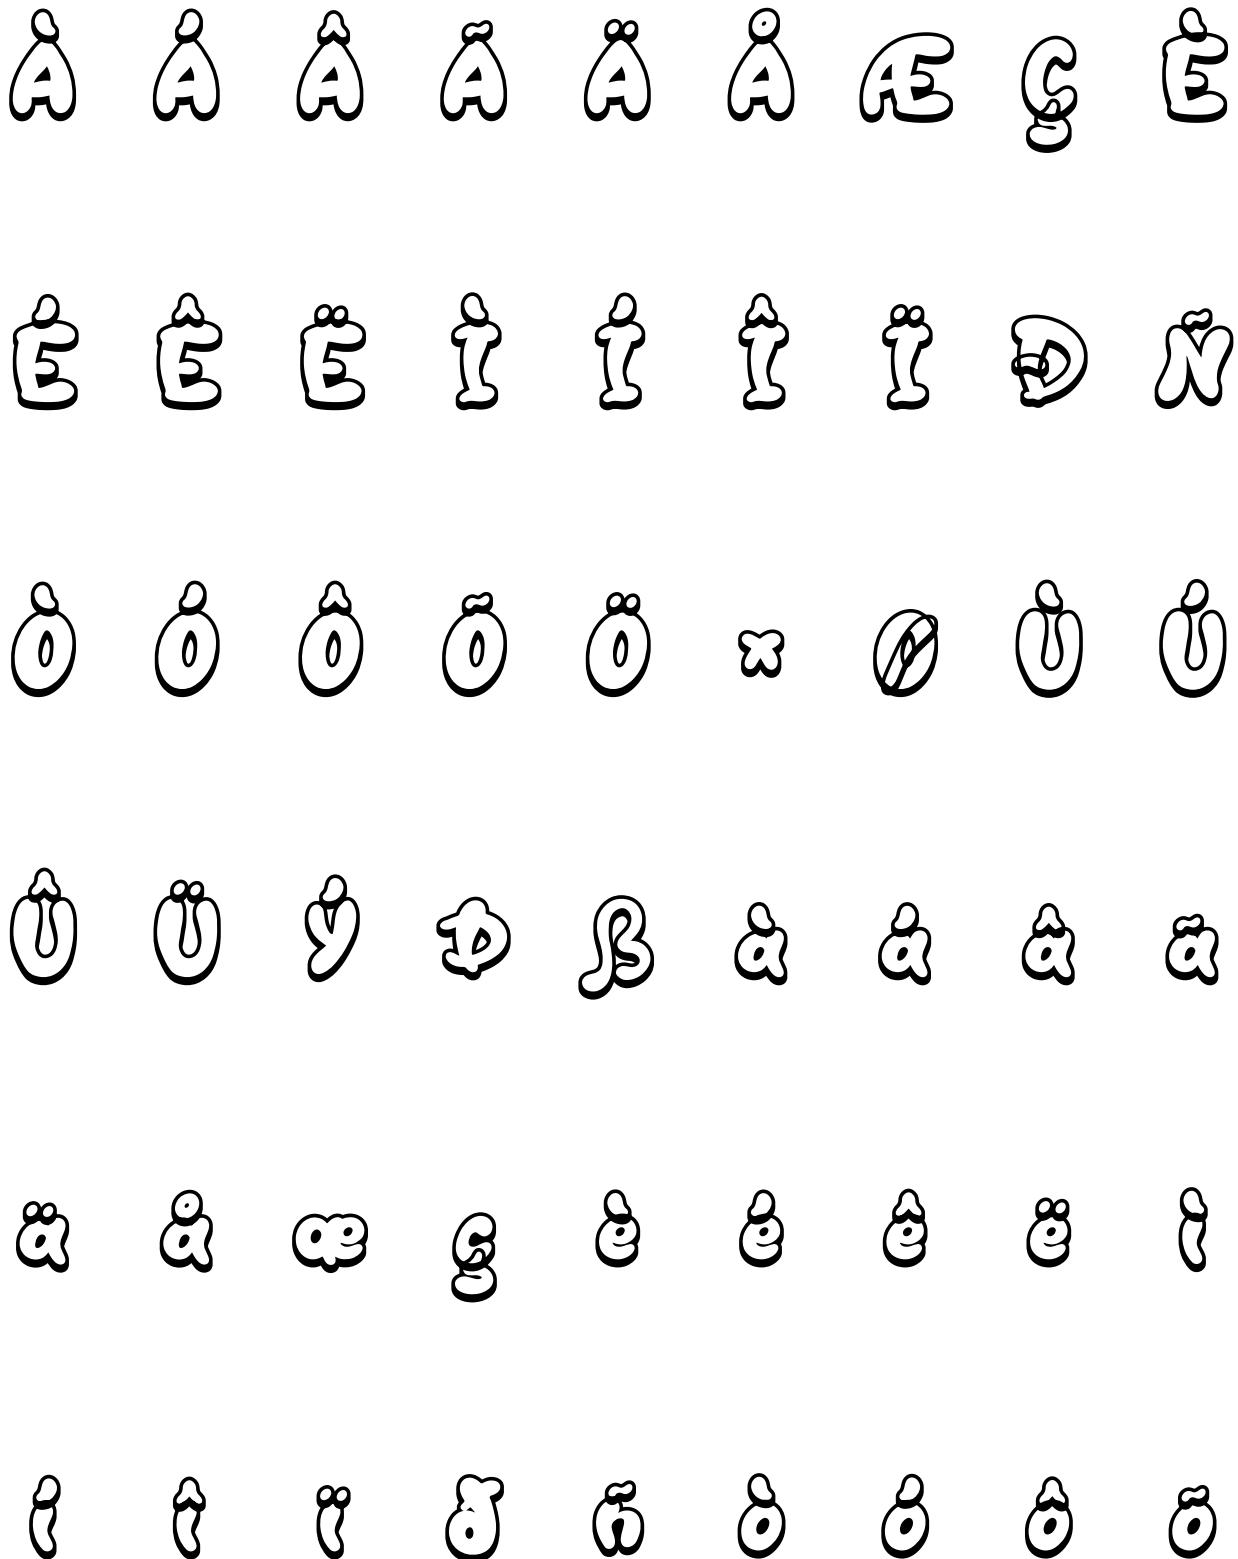 À Á Â Ã Ä Å Æ Ç È
É Ê Ë Ì Í Î Ï Ð Ñ
Ò Ó Ô Õ Ö × Ø Ù Ú
Û Ü Ý Þ ß à á â ã
ä å æ ç è é ê ë ì
í î ï ð ñ ò ó ô õ